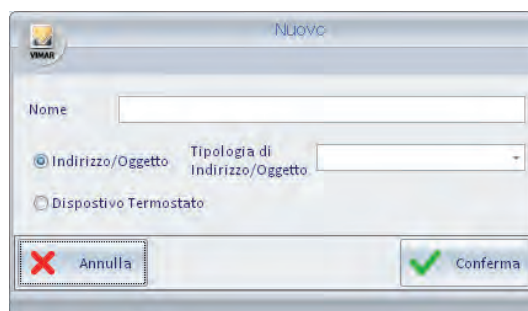 Nuovo
VIMAR
Nome
Indirizzo/Oggetto
Tipologia di
Indirizzo/Oggetto
Dispostivo Termostato
Annulla
Conferma